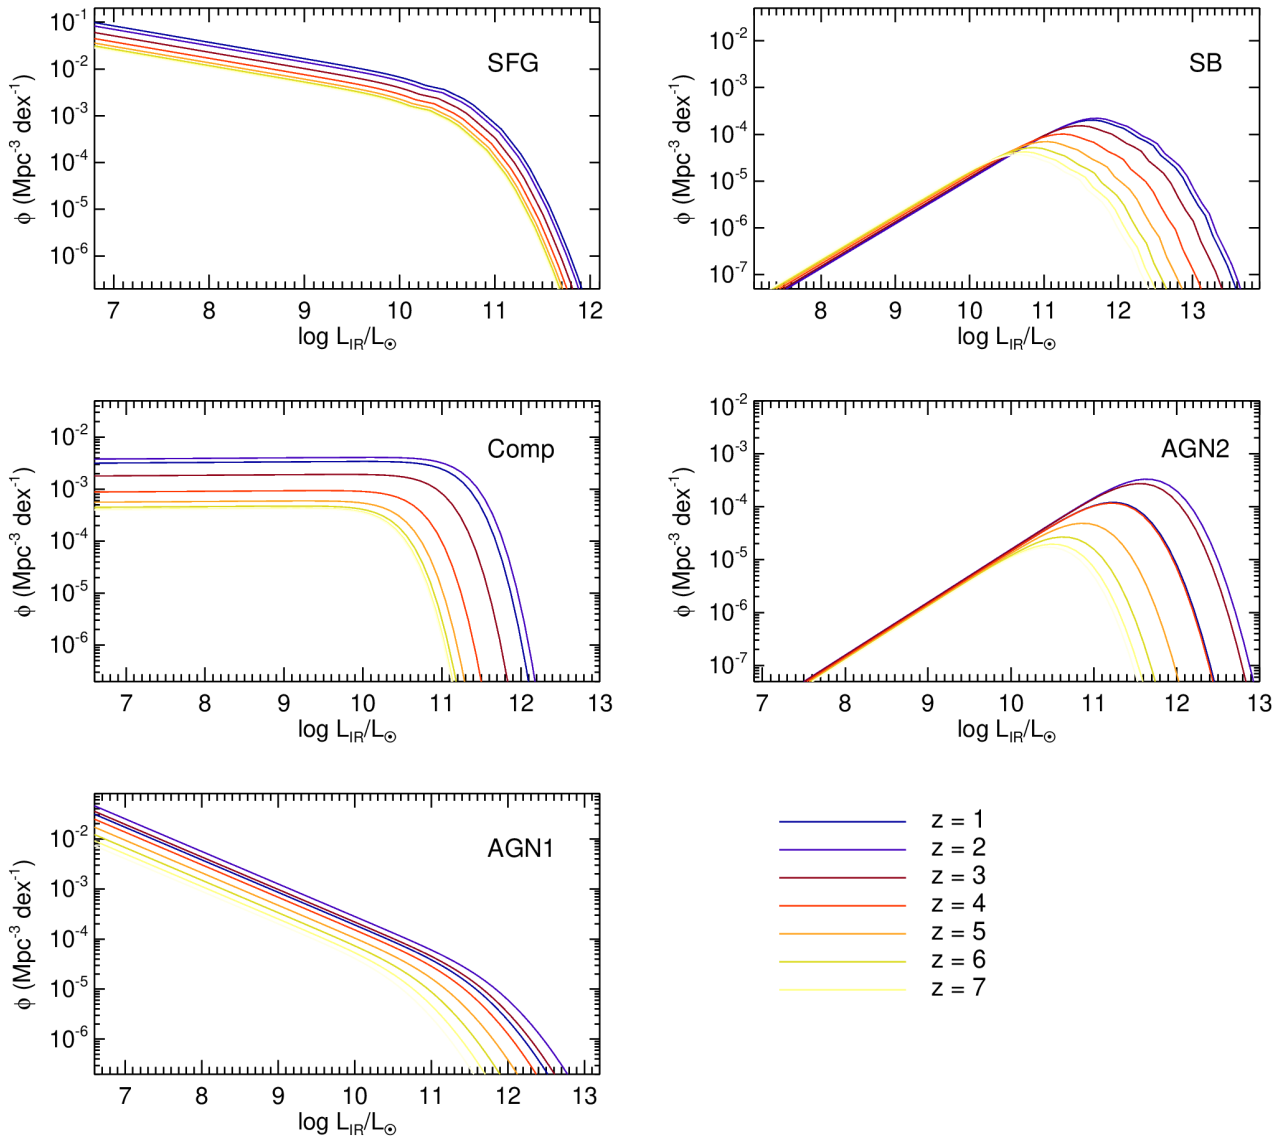 SFG
10⁻¹
10⁻²
10⁻³
10⁻⁴
10⁻⁵
10⁻⁶
ϕ (Mpc⁻³ dex⁻¹)
7 8 9 10 11 12
log L_IR/L_⊙
SB
10⁻²
10⁻³
10⁻⁴
10⁻⁵
10⁻⁶
10⁻⁷
ϕ (Mpc⁻³ dex⁻¹)
8 9 10 11 12 13
log L_IR/L_⊙
Comp
10⁻²
10⁻³
10⁻⁴
10⁻⁵
10⁻⁶
ϕ (Mpc⁻³ dex⁻¹)
7 8 9 10 11 12 13
log L_IR/L_⊙
AGN2
10⁻²
10⁻³
10⁻⁴
10⁻⁵
10⁻⁶
10⁻⁷
ϕ (Mpc⁻³ dex⁻¹)
7 8 9 10 11 12 13
log L_IR/L_⊙
AGN1
10⁻²
10⁻³
10⁻⁴
10⁻⁵
10⁻⁶
ϕ (Mpc⁻³ dex⁻¹)
7 8 9 10 11 12 13
log L_IR/L_⊙
z = 1
z = 2
z = 3
z = 4
z = 5
z = 6
z = 7